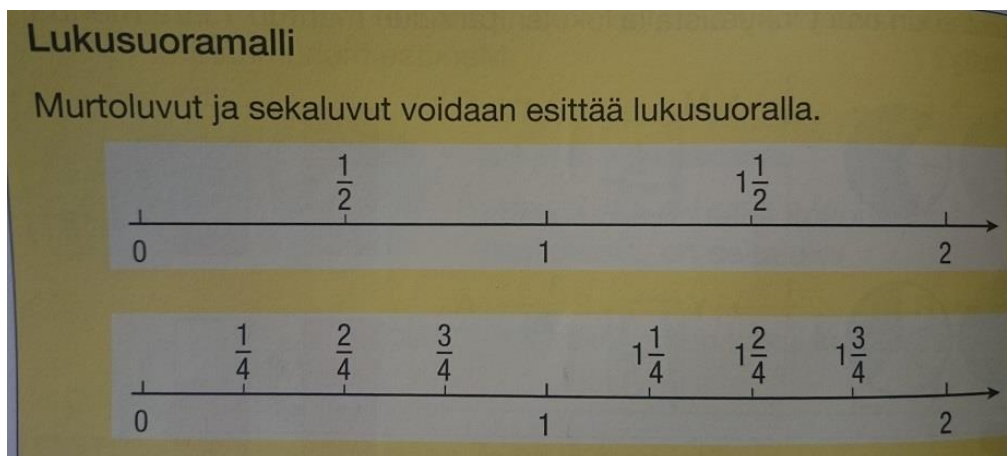 Lukusuoramalli
Murtoluvut ja sekaluvut voidaan esittää lukusuoralla.
1/2 1 1/2
0 1 2
1/4 2/4 3/4 1 1/4 1 2/4 1 3/4
0 1 2